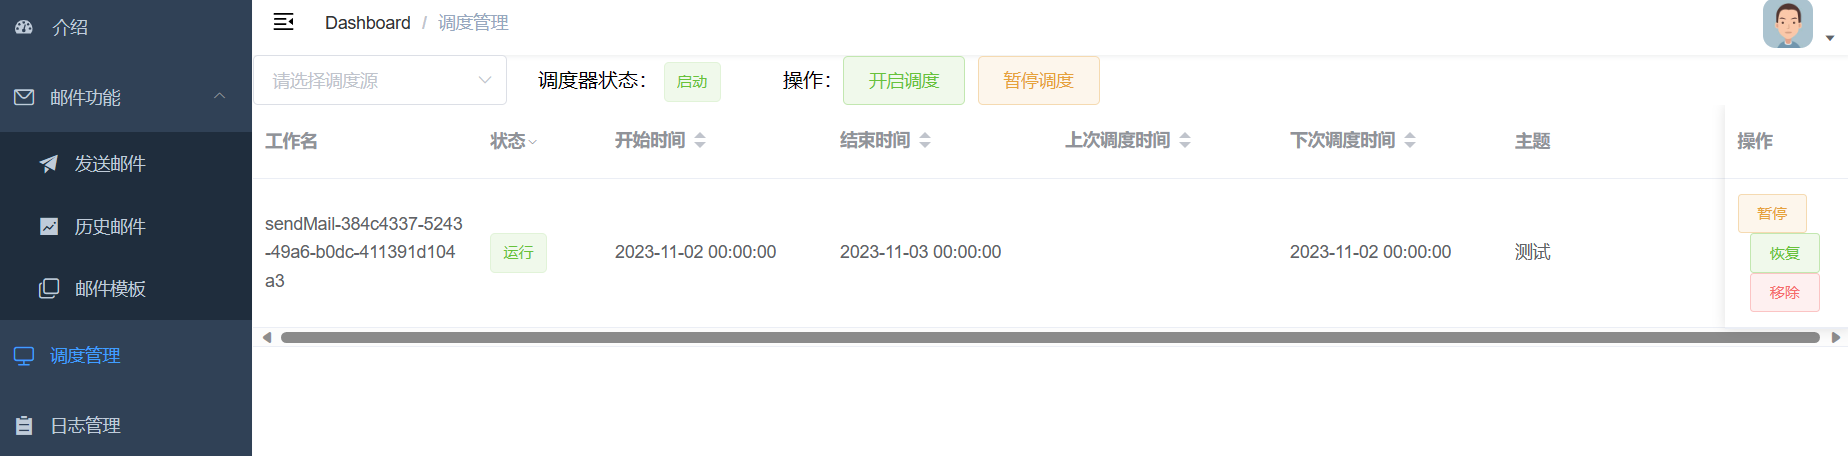 介绍
邮件功能
发送邮件
历史邮件
邮件模板
调度管理
日志管理
Dashboard / 调度管理
请选择调度源 调度器状态： 启动 操作： 开启调度 暂停调度
工作名 状态 开始时间 结束时间 上次调度时间 下次调度时间 主题 操作
sendMail-384c4337-5243
-49a6-b0dc-411391d104
a3
运行 2023-11-02 00:00:00 2023-11-03 00:00:00 2023-11-02 00:00:00 测试
暂停
恢复
移除